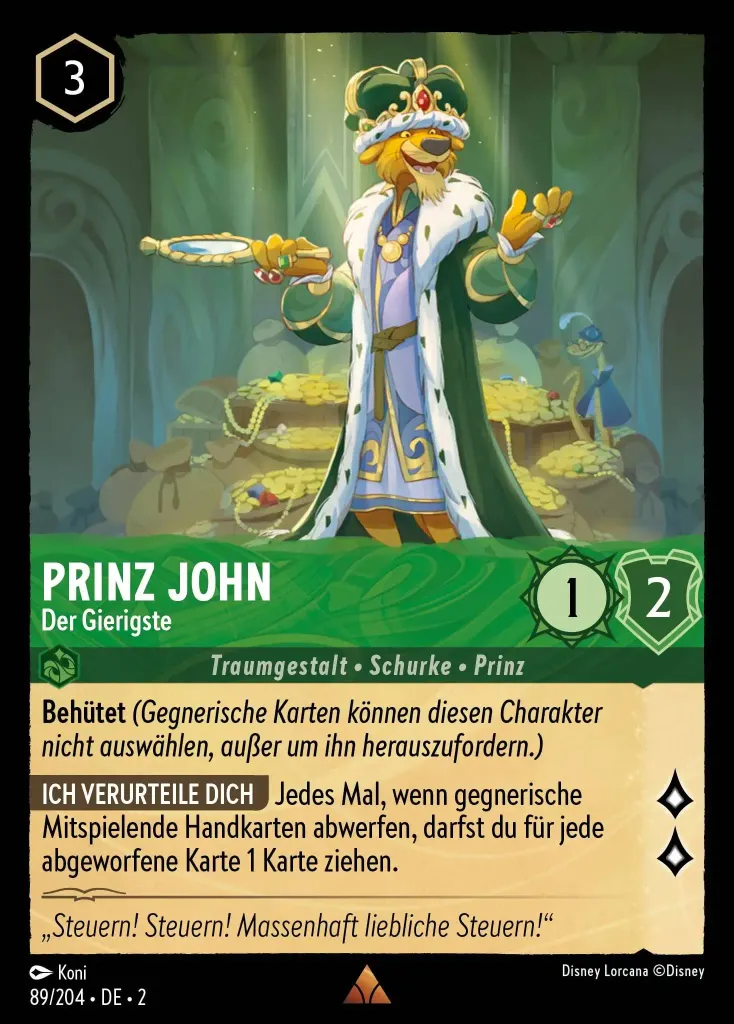 3
PRINZ JOHN
Der Gierigste
1
2
Traumgestalt • Schurke • Prinz
Behütet (Gegnerische Karten können diesen Charakter
nicht auswählen, außer um ihn herauszufordern.)
ICH VERURTEILE DICH Jedes Mal, wenn gegnerische
Mitspielende Handkarten abwerfen, darfst du für jede
abgeworfene Karte 1 Karte ziehen.
„Steuern! Steuern! Massenhaft liebliche Steuern!“
Koni
Disney Lorcana ©Disney
89/204 • DE • 2